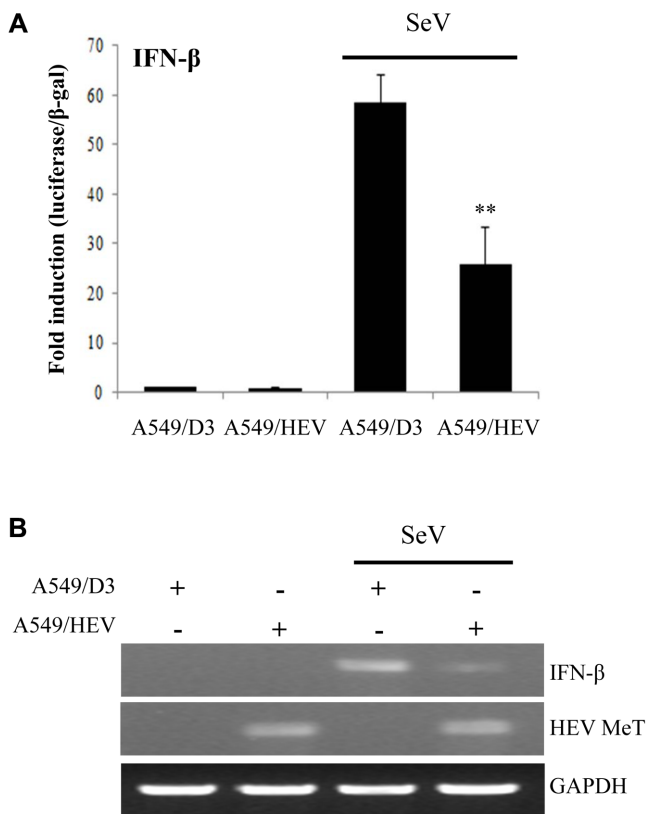 A
SeV
IFN-β
Fold induction (luciferase/β-gal)
70
60
50
40
30
20
10
0
**
A549/D3 A549/HEV A549/D3 A549/HEV
B
SeV
A549/D3 + - + -
A549/HEV - + - +
IFN-β
HEV MeT
GAPDH